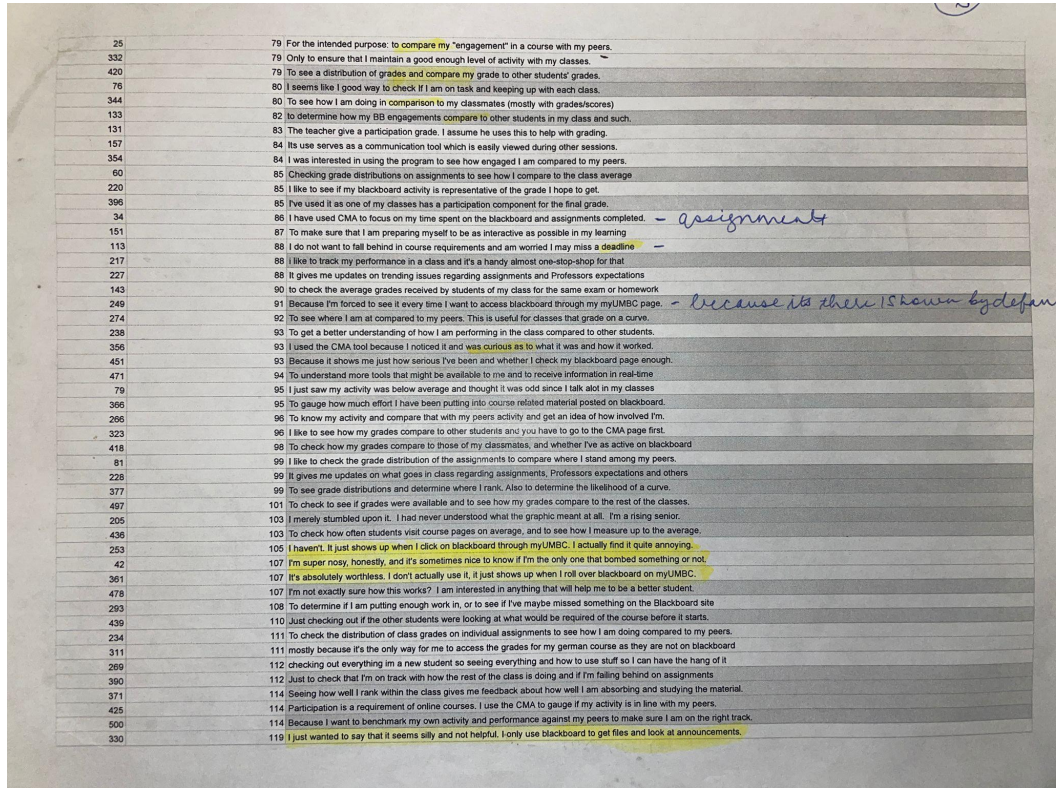 25 79 For the intended purpose: to compare my "engagement" in a course with my peers.
332 79 Only to ensure that I maintain a good enough level of activity with my classes.
420 79 To see a distribution of grades and compare my grade to other students' grades.
76 80 I seems like I good way to check If I am on task and keeping up with each class.
344 80 To see how I am doing in comparison to my classmates (mostly with grades/scores)
133 82 to determine how my BB engagements compare to other students in my class and such.
131 83 The teacher give a participation grade. I assume he uses this to help with grading.
157 84 Its use serves as a communication tool which is easily viewed during other sessions.
354 84 I was interested in using the program to see how engaged I am compared to my peers.
60 85 Checking grade distributions on assignments to see how I compare to the class average
220 85 I like to see if my blackboard activity is representative of the grade I hope to get.
396 85 I've used it as one of my classes has a participation component for the final grade.
34 86 I have used CMA to focus on my time spent on the blackboard and assignments completed. – assignment
151 87 To make sure that I am preparing myself to be as interactive as possible in my learning
113 88 I do not want to fall behind in course requirements and am worried I may miss a deadline –
217 88 i like to track my performance in a class and it's a handy almost one-stop-shop for that
227 88 It gives me updates on trending issues regarding assignments and Professors expectations
143 90 to check the average grades received by students of my class for the same exam or homework
249 91 Because I'm forced to see it every time I want to access blackboard through my myUMBC page. – because its there
274 92 To see where I am at compared to my peers. This is useful for classes that grade on a curve.
238 93 To get a better understanding of how I am performing in the class compared to other students.
356 93 I used the CMA tool because I noticed it and was curious as to what it was and how it worked.
451 93 Because it shows me just how serious I've been and whether I check my blackboard page enough.
471 94 To understand more tools that might be available to me and to receive information in real-time
79 95 I just saw my activity was below average and thought it was odd since I talk alot in my classes
366 95 To gauge how much effort I have been putting into course related material posted on blackboard.
266 96 To know my activity and compare that with my peers activity and get an idea of how involved I'm.
323 96 I like to see how my grades compare to other students and you have to go to the CMA page first.
418 98 To check how my grades compare to those of my classmates, and whether I've as active on blackboard
81 99 I like to check the grade distribution of the assignments to compare where I stand among my peers.
228 99 It gives me updates on what goes in class regarding assignments, Professors expectations and others
377 99 To see grade distributions and determine where I rank. Also to determine the likelihood of a curve.
497 101 To check to see if grades were available and to see how my grades compare to the rest of the classes.
205 103 I merely stumbled upon it. I had never understood what the graphic meant at all. I'm a rising senior.
436 103 To check how often students visit course pages on average, and to see how I measure up to the average.
253 105 I haven't. It just shows up when I click on blackboard through myUMBC. I actually find it quite annoying.
42 107 I'm super nosy, honestly, and it's sometimes nice to know if I'm the only one that bombed something or not.
361 107 It's absolutely worthless. I don't actually use it, it just shows up when I roll over blackboard on myUMBC.
478 107 I'm not exactly sure how this works? I am interested in anything that will help me to be a better student.
293 108 To determine if I am putting enough work in, or to see if I've maybe missed something on the Blackboard site
439 110 Just checking out if the other students were looking at what would be required of the course before it starts.
234 111 To check the distribution of class grades on individual assignments to see how I am doing compared to my peers.
311 111 mostly because it's the only way for me to access the grades for my german course as they are not on blackboard
269 112 checking out everything im a new student so seeing everything and how to use stuff so I can have the hang of it
390 112 Just to check that I'm on track with how the rest of the class is doing and if I'm falling behind on assignments
371 114 Seeing how well I rank within the class gives me feedback about how well I am absorbing and studying the material.
425 114 Participation is a requirement of online courses. I use the CMA to gauge if my activity is in line with my peers.
500 114 Because I want to benchmark my own activity and performance against my peers to make sure I am on the right track.
330 119 I just wanted to say that it seems silly and not helpful. I only use blackboard to get files and look at announcements.